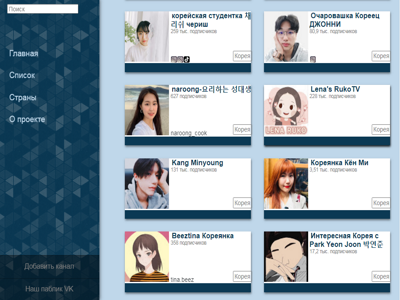 Поиск
Главная
Список
Страны
О проекте
Добавить канал
Наш паблик VK
корейская студентка 채
리쉬 чериш
259 тыс. подписчиков
Корея
Очаровашка Кореец
ДЖОННИ
80,9 тыс. подписчиков
Корея
naroong-요리하는 성대생
627 подписчиков
naroong_cook
Корея
Lena's RukoTV
228 тыс. подписчиков
LENA RUKO
Корея
Kang Minyoung
131 тыс. подписчиков
Корея
Кореянка Кён Ми
3,51 тыс. подписчиков
Корея
Beeztina Кореянка
358 подписчиков
tina.beez
Корея
Интересная Корея с
Park Yeon Joon 박연준
17,2 тыс. подписчиков
Корея